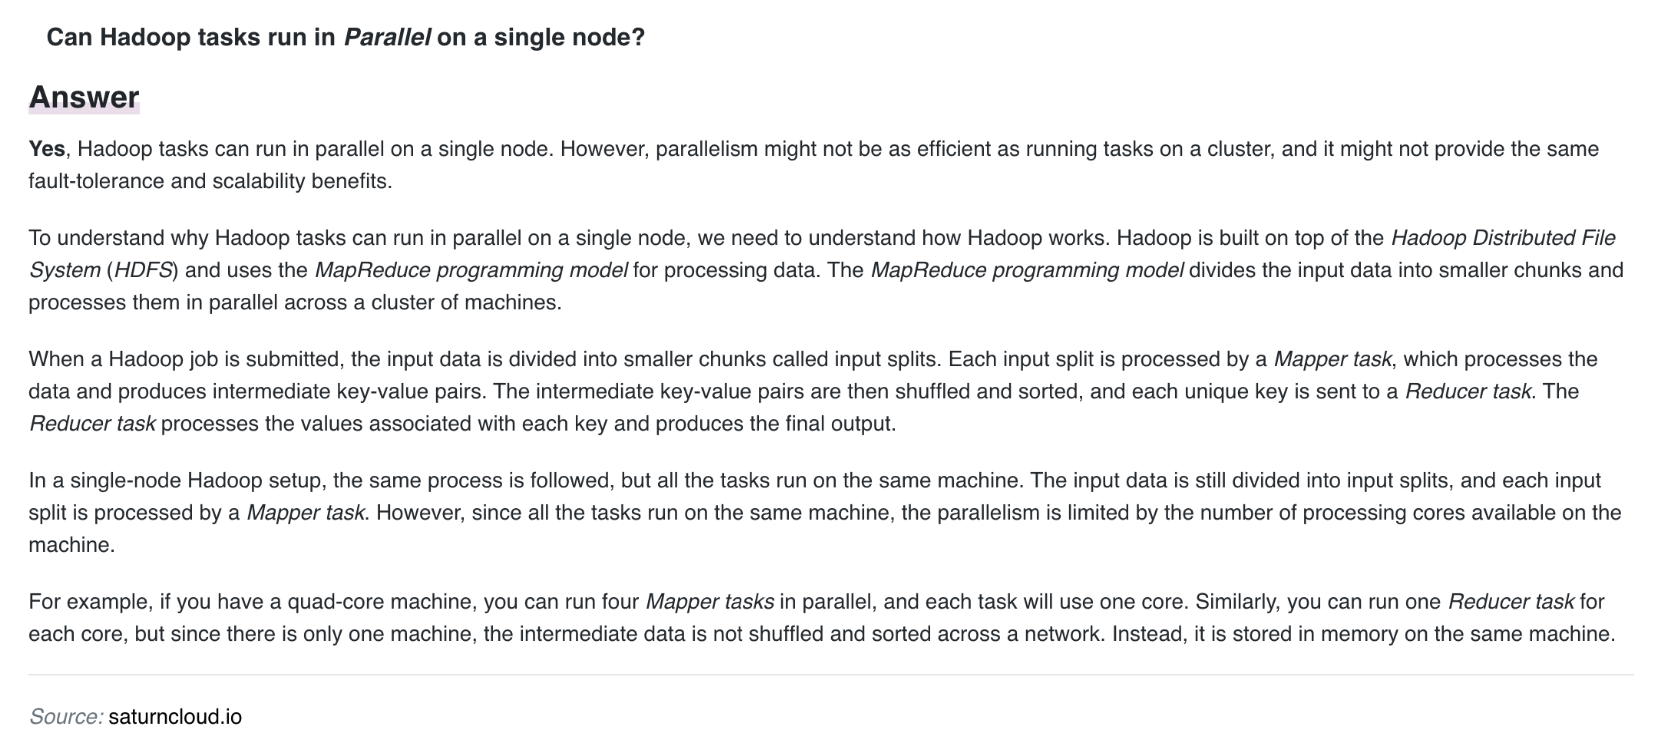 Can Hadoop tasks run in Parallel on a single node?
Answer
Yes, Hadoop tasks can run in parallel on a single node. However, parallelism might not be as efficient as running tasks on a cluster, and it might not provide the same
fault-tolerance and scalability benefits.
To understand why Hadoop tasks can run in parallel on a single node, we need to understand how Hadoop works. Hadoop is built on top of the Hadoop Distributed File
System (HDFS) and uses the MapReduce programming model for processing data. The MapReduce programming model divides the input data into smaller chunks and
processes them in parallel across a cluster of machines.
When a Hadoop job is submitted, the input data is divided into smaller chunks called input splits. Each input split is processed by a Mapper task, which processes the
data and produces intermediate key-value pairs. The intermediate key-value pairs are then shuffled and sorted, and each unique key is sent to a Reducer task. The
Reducer task processes the values associated with each key and produces the final output.
In a single-node Hadoop setup, the same process is followed, but all the tasks run on the same machine. The input data is still divided into input splits, and each input
split is processed by a Mapper task. However, since all the tasks run on the same machine, the parallelism is limited by the number of processing cores available on the
machine.
For example, if you have a quad-core machine, you can run four Mapper tasks in parallel, and each task will use one core. Similarly, you can run one Reducer task for
each core, but since there is only one machine, the intermediate data is not shuffled and sorted across a network. Instead, it is stored in memory on the same machine.
Source: saturncloud.io